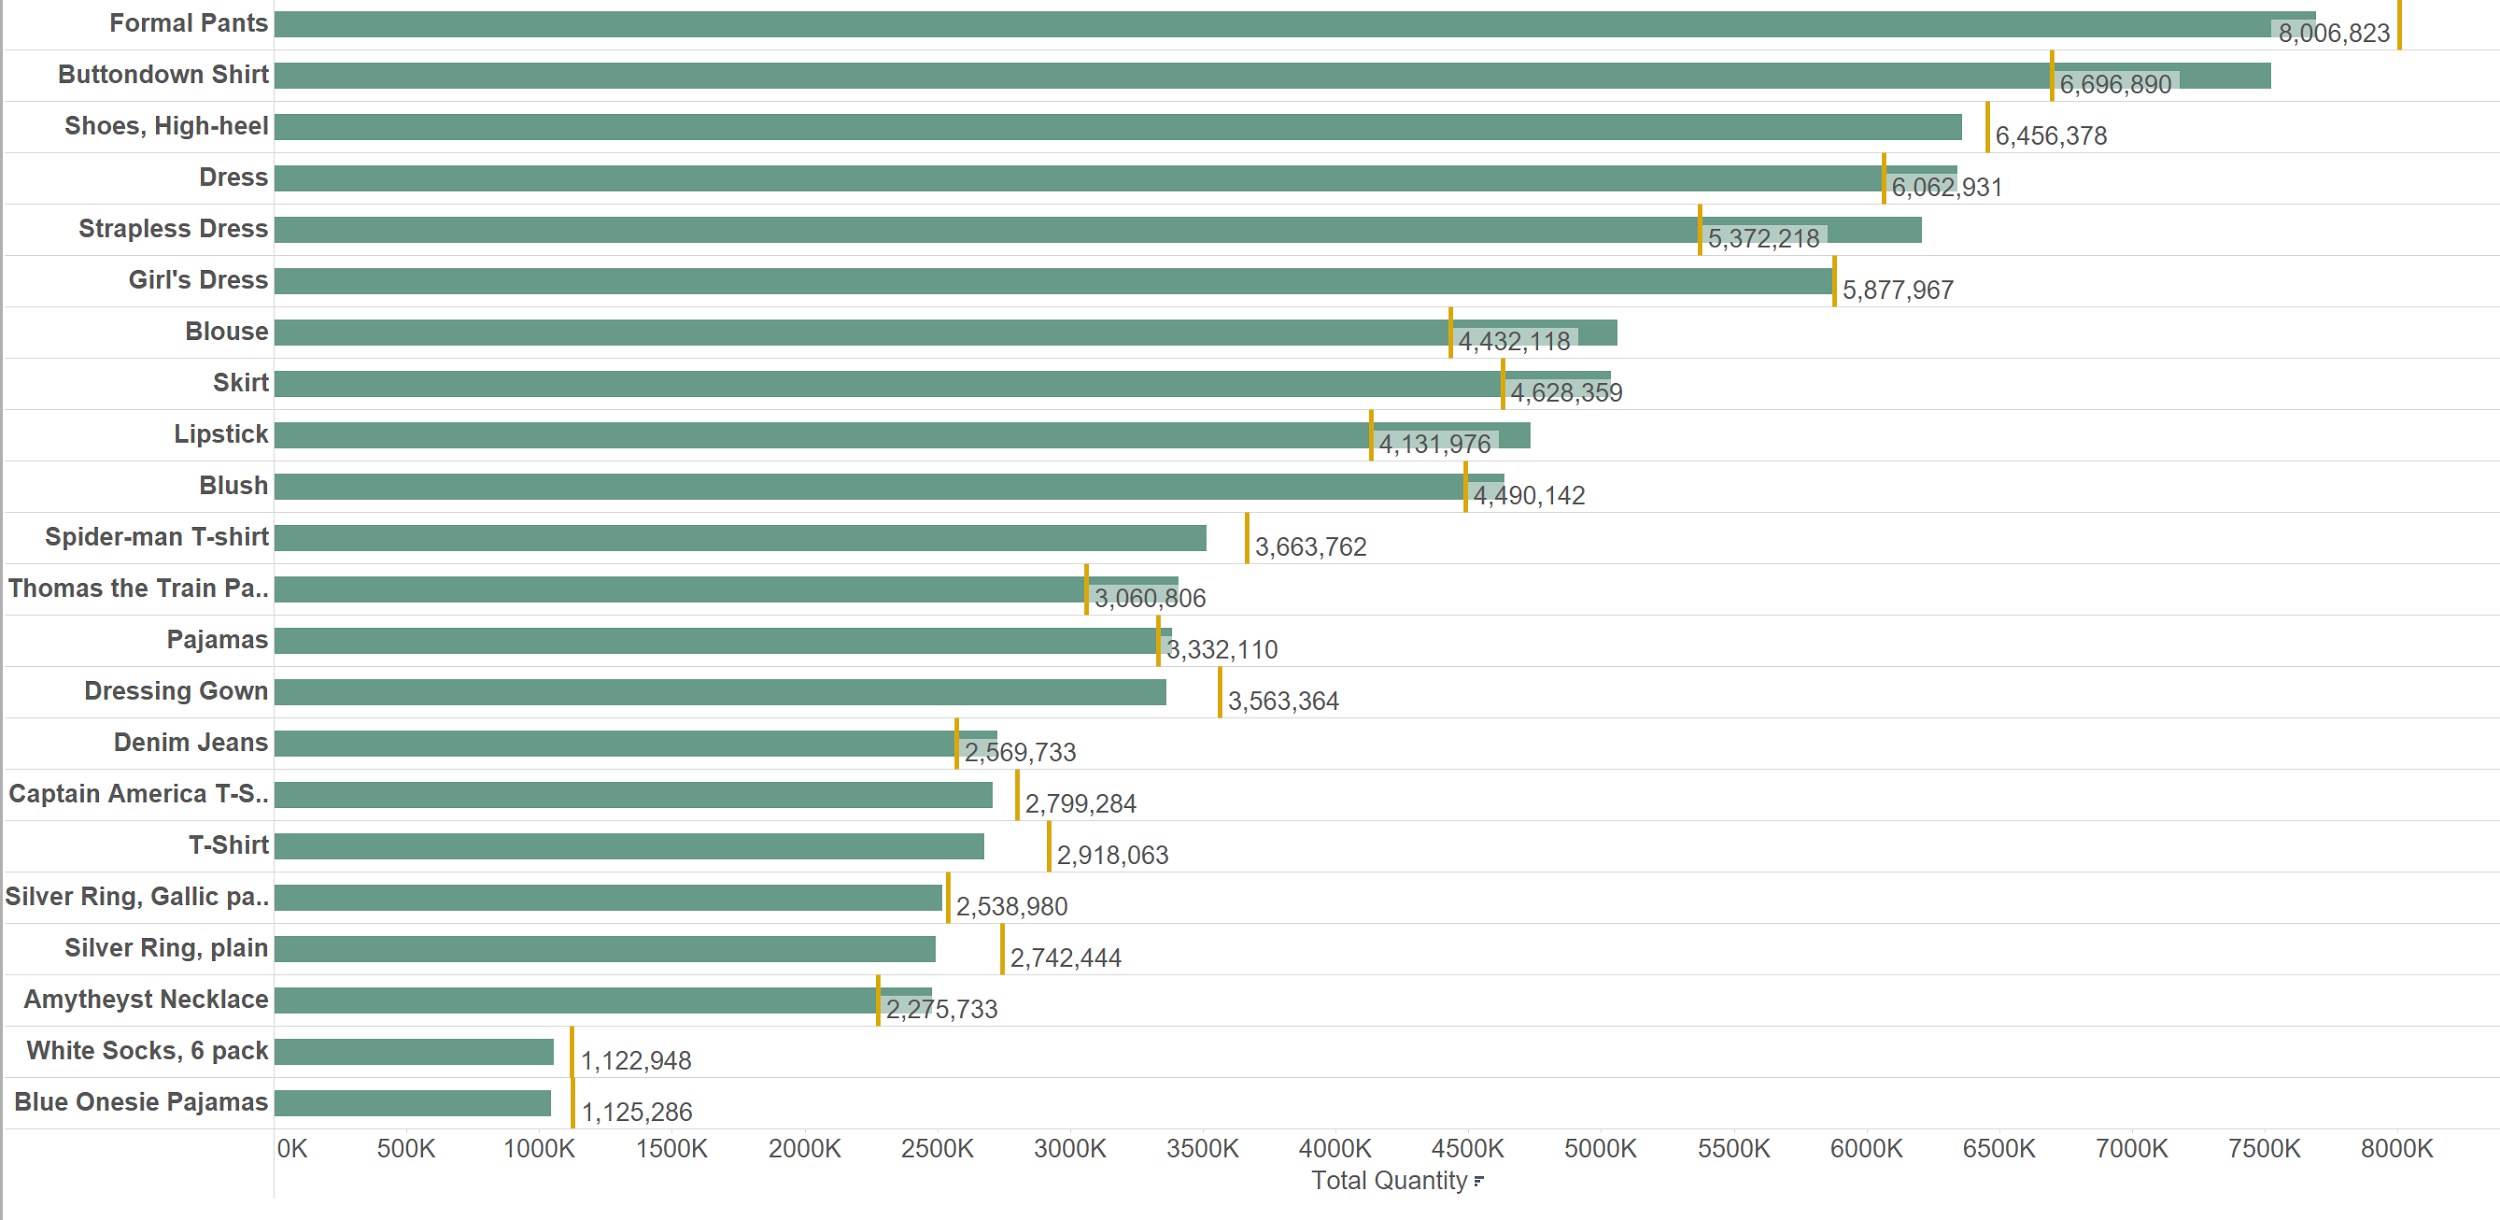 Formal Pants 8,006,823
Buttondown Shirt 6,696,890
Shoes, High-heel 6,456,378
Dress 6,062,931
Strapless Dress 5,372,218
Girl's Dress 5,877,967
Blouse 4,432,118
Skirt 4,628,359
Lipstick 4,131,976
Blush 4,490,142
Spider-man T-shirt 3,663,762
Thomas the Train Pa.. 3,060,806
Pajamas 3,332,110
Dressing Gown 3,563,364
Denim Jeans 2,569,733
Captain America T-S.. 2,799,284
T-Shirt 2,918,063
Silver Ring, Gallic pa.. 2,538,980
Silver Ring, plain 2,742,444
Amytheyst Necklace 2,275,733
White Socks, 6 pack 1,122,948
Blue Onesie Pajamas 1,125,286
0K 500K 1000K 1500K 2000K 2500K 3000K 3500K 4000K 4500K 5000K 5500K 6000K 6500K 7000K 7500K 8000K
Total Quantity